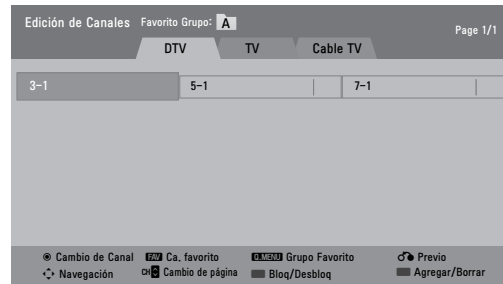 Edición de Canales Favorito Grupo: A Page 1/1
DTV TV Cable TV
3-1 5-1 7-1
Cambio de Canal FAV Ca. favorito Q.MENU Grupo Favorito Previo
Navegación CH Cambio de página Bloq/Desbloq Agregar/Borrar